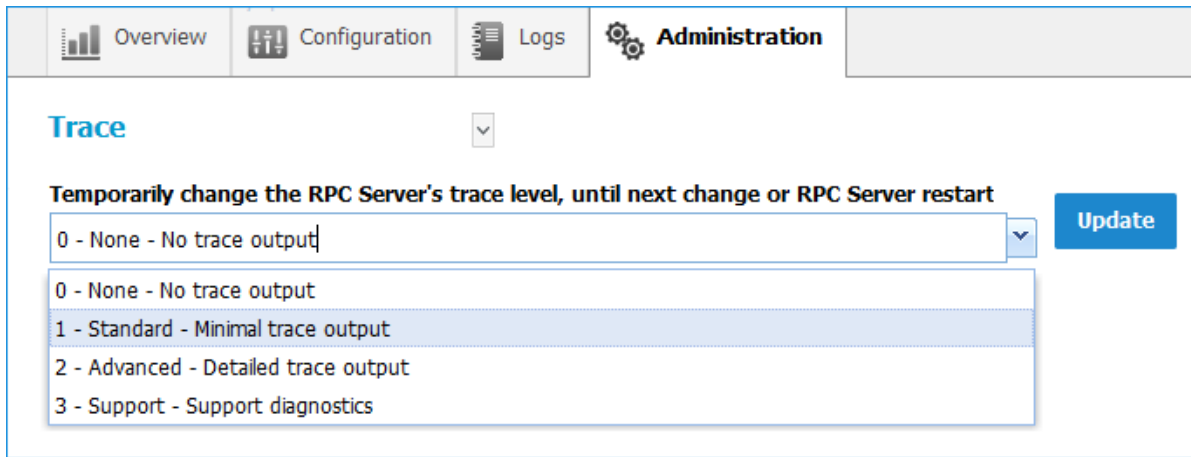 Overview Configuration Logs Administration
Trace
Temporarily change the RPC Server's trace level, until next change or RPC Server restart
0 - None - No trace output
Update
0 - None - No trace output
1 - Standard - Minimal trace output
2 - Advanced - Detailed trace output
3 - Support - Support diagnostics